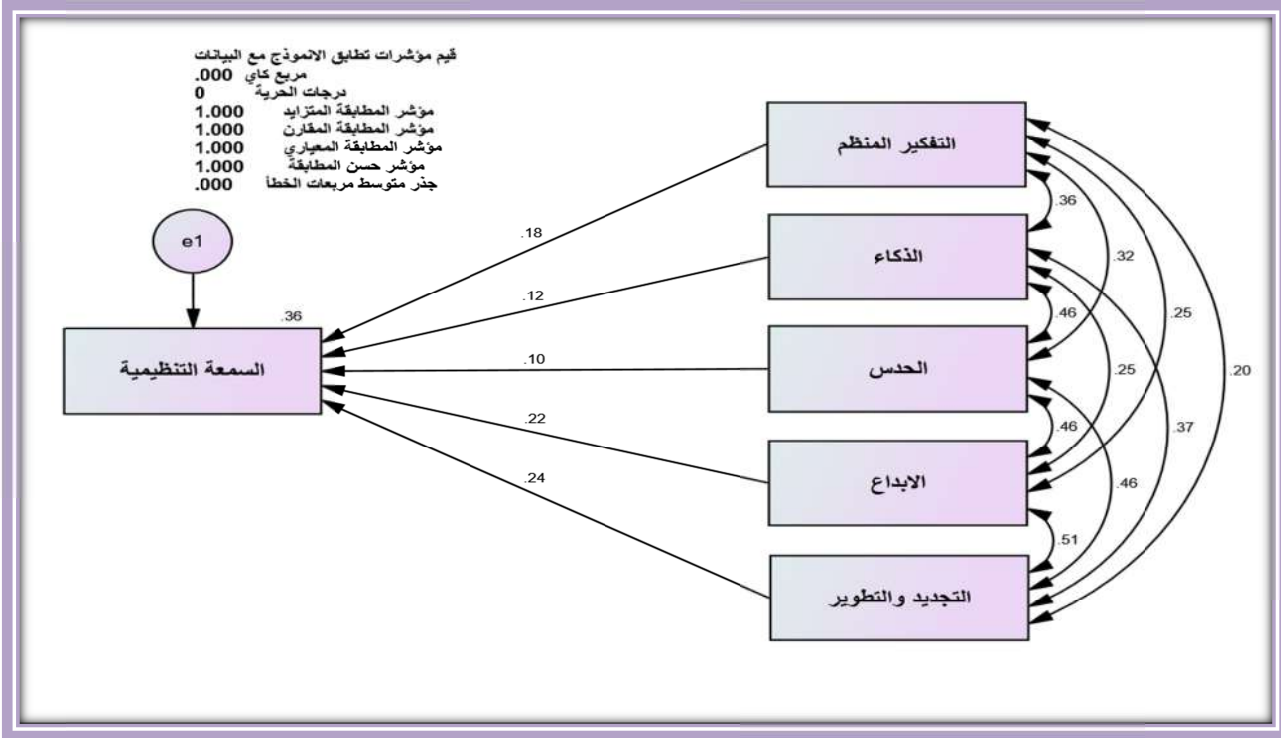 قيم مؤشرات تطابق الانموذج مع البيانات
مربع كاي .000
درجات الحرية 0
مؤشر المطابقة المتزايد 1.000
مؤشر المطابقة المقارن 1.000
مؤشر المطابقة المعياري 1.000
مؤشر حسن المطابقة 1.000
جذر متوسط مربعات الخطأ .000
التفكير المنظم
.36
e1
.18
الذكاء
.32
.12
.36
.46
.25
السمعة التنظيمية
.10
الحدس
.25
.20
.22
.46
.37
الابداع
.24
.46
.51
التجديد والتطوير